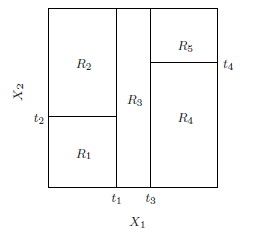 R₅
R₂
t₄
X₂
R₃
t₂
R₄
R₁
t₁ t₃
X₁